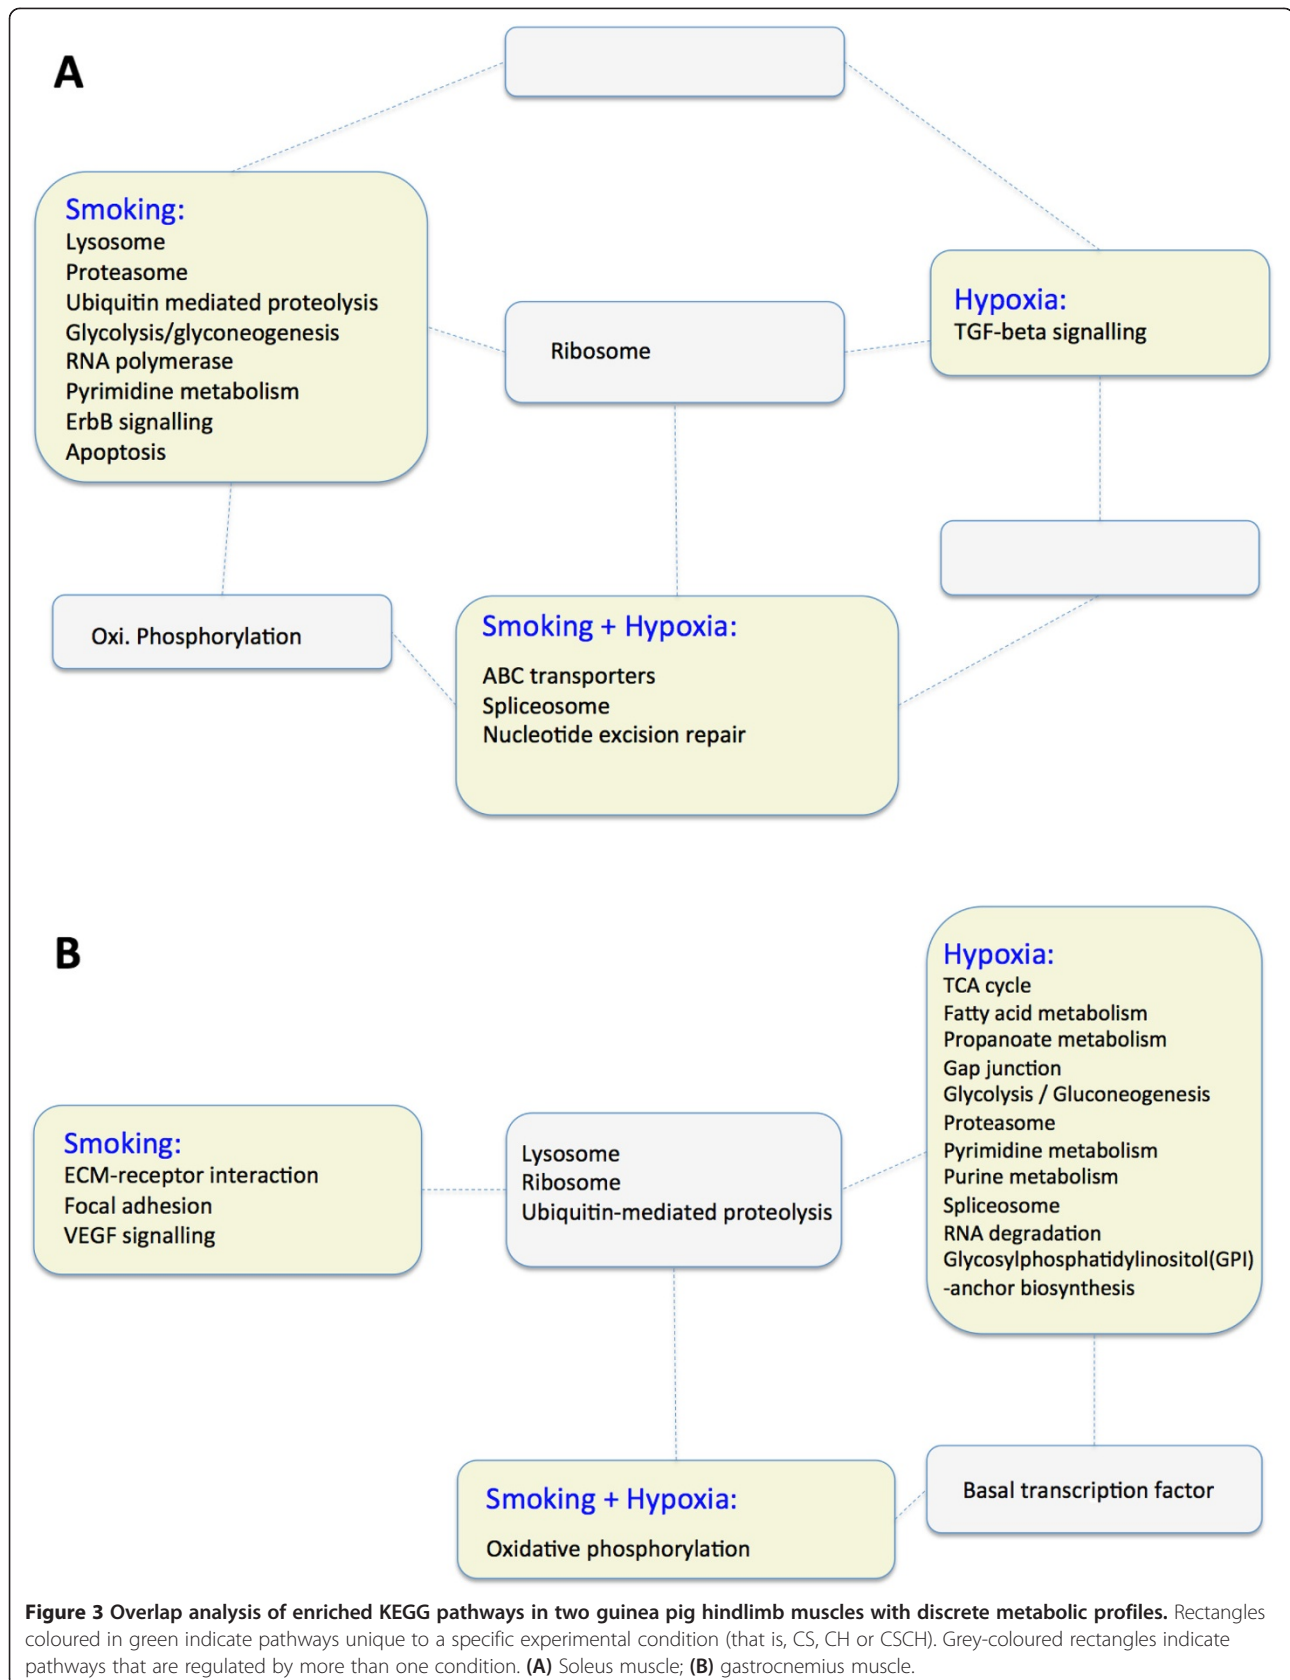 A
Smoking:
Lysosome
Proteasome
Ubiquitin mediated proteolysis
Glycolysis/glyconeogenesis
RNA polymerase
Pyrimidine metabolism
ErbB signalling
Apoptosis
Ribosome
Hypoxia:
TGF-beta signalling
Oxi. Phosphorylation
Smoking + Hypoxia:
ABC transporters
Spliceosome
Nucleotide excision repair
B
Smoking:
ECM-receptor interaction
Focal adhesion
VEGF signalling
Lysosome
Ribosome
Ubiquitin-mediated proteolysis
Hypoxia:
TCA cycle
Fatty acid metabolism
Propanoate metabolism
Gap junction
Glycolysis / Gluconeogenesis
Proteasome
Pyrimidine metabolism
Purine metabolism
Spliceosome
RNA degradation
Glycosylphosphatidylinositol(GPI)
-anchor biosynthesis
Smoking + Hypoxia:
Oxidative phosphorylation
Basal transcription factor
Figure 3 Overlap analysis of enriched KEGG pathways in two guinea pig hindlimb muscles with discrete metabolic profiles. Rectangles
coloured in green indicate pathways unique to a specific experimental condition (that is, CS, CH or CSCH). Grey-coloured rectangles indicate
pathways that are regulated by more than one condition. (A) Soleus muscle; (B) gastrocnemius muscle.